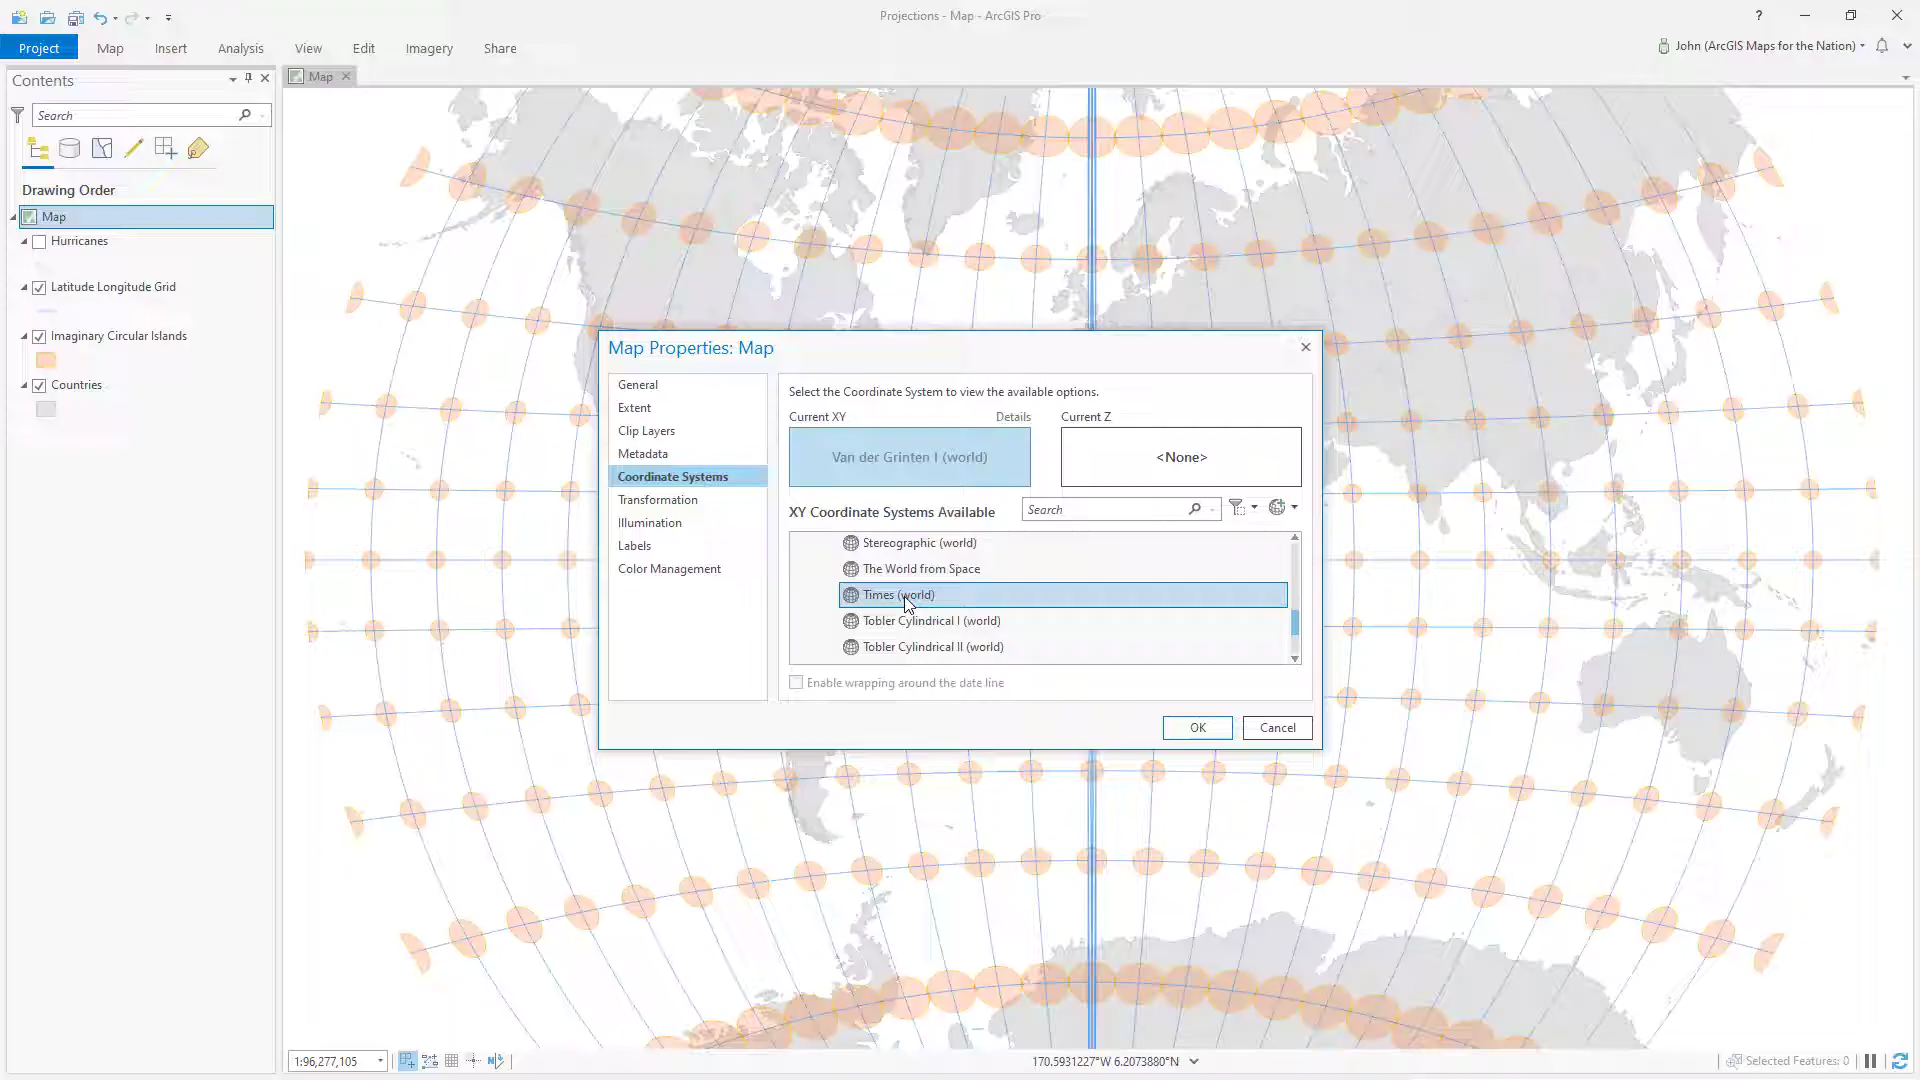 Projections - Map - ArcGIS Pro
?
Project
Map
Insert
Analysis
View
Edit
Imagery
Share
John (ArcGIS Maps for the Nation)
Contents
Map
Search
Drawing Order
Map
Hurricanes
Latitude Longitude Grid
Imaginary Circular Islands
Countries
Map Properties: Map
General
Extent
Clip Layers
Metadata
Coordinate Systems
Transformation
Illumination
Labels
Color Management
Select the Coordinate System to view the available options.
Current XY
Details
Current Z
Van der Grinten I (world)
<None>
XY Coordinate Systems Available
Search
Stereographic (world)
The World from Space
Times (world)
Tobler Cylindrical I (world)
Tobler Cylindrical II (world)
Enable wrapping around the date line
OK
Cancel
1:96,277,105
170.5931227°W 6.2073880°N
Selected Features: 0